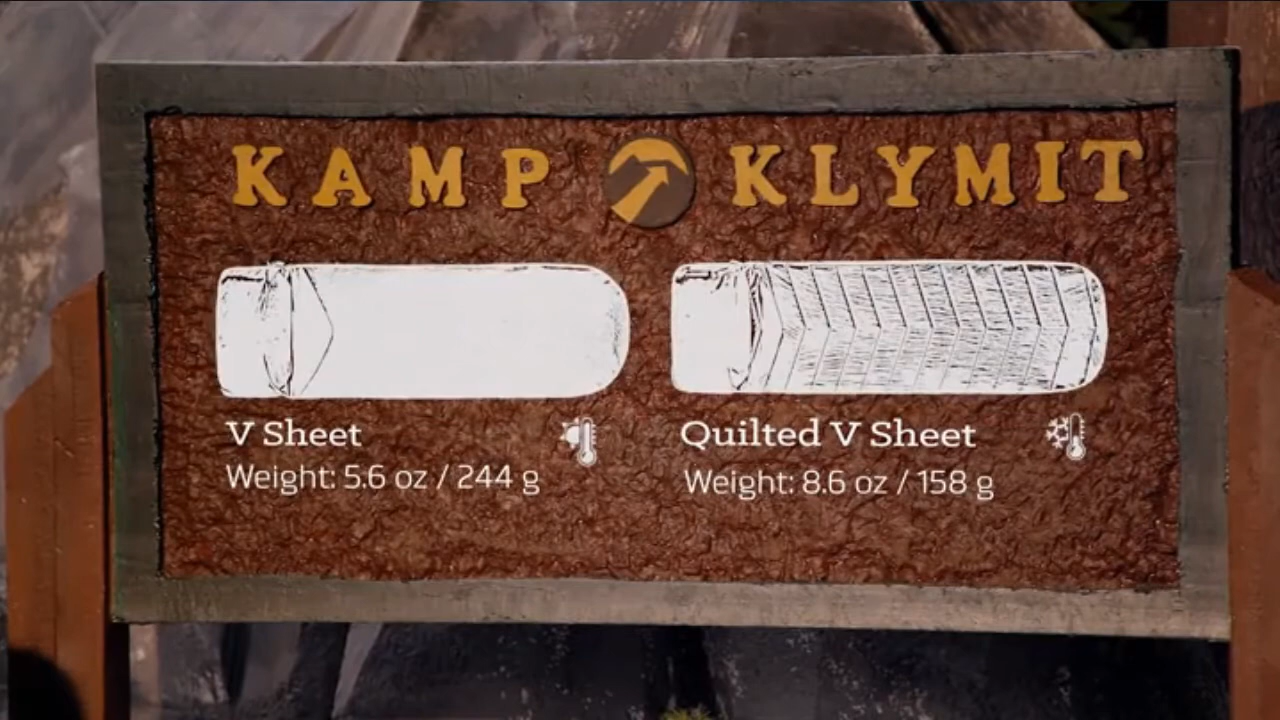 KAMP KLYMIT
V Sheet
Weight: 5.6 oz / 244 g
Quilted V Sheet
Weight: 8.6 oz / 158 g